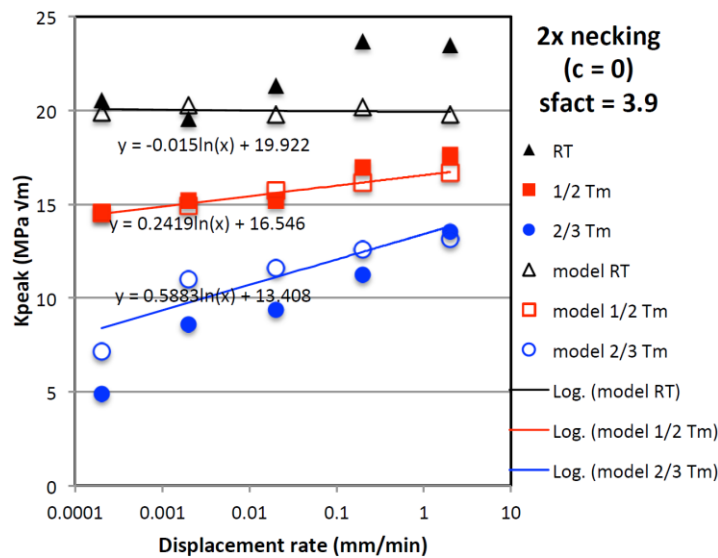 25
20
15
10
5
0
Kpeak (MPa √m)
y = -0.015ln(x) + 19.922
y = 0.2419ln(x) + 16.546
y = 0.5883ln(x) + 13.408
0.0001
0.001
0.01
0.1
1
10
Displacement rate (mm/min)
2x necking
(c = 0)
sfact = 3.9
RT
1/2 Tm
2/3 Tm
model RT
model 1/2 Tm
model 2/3 Tm
Log. (model RT)
Log. (model 1/2 Tm)
Log. (model 2/3 Tm)